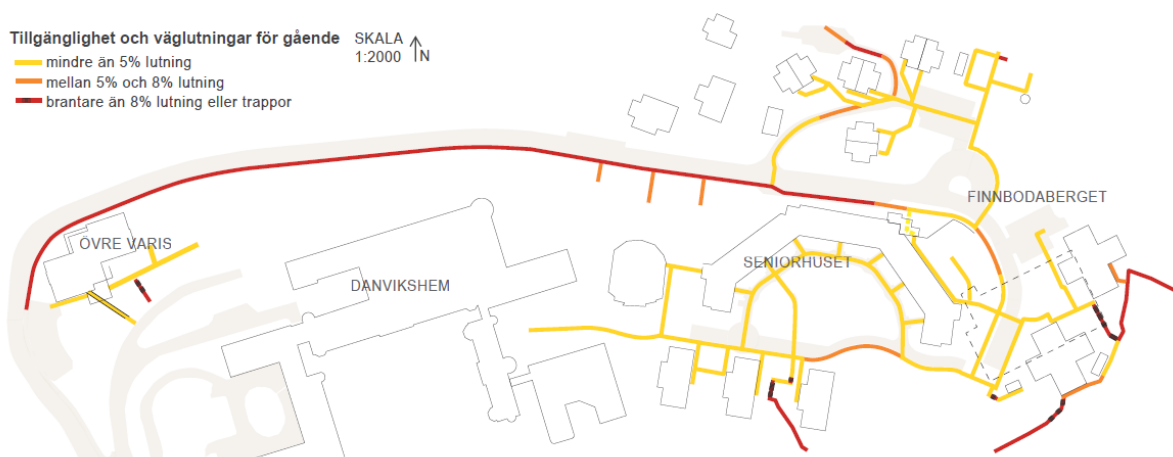 Tillgänglighet och väglutningar för gående
SKALA
1:2000
N
mindre än 5% lutning
mellan 5% och 8% lutning
brantare än 8% lutning eller trappor
FINNBODABERGET
ÖVRE VARIS
SENIORHUSET
DANVIKSHEM